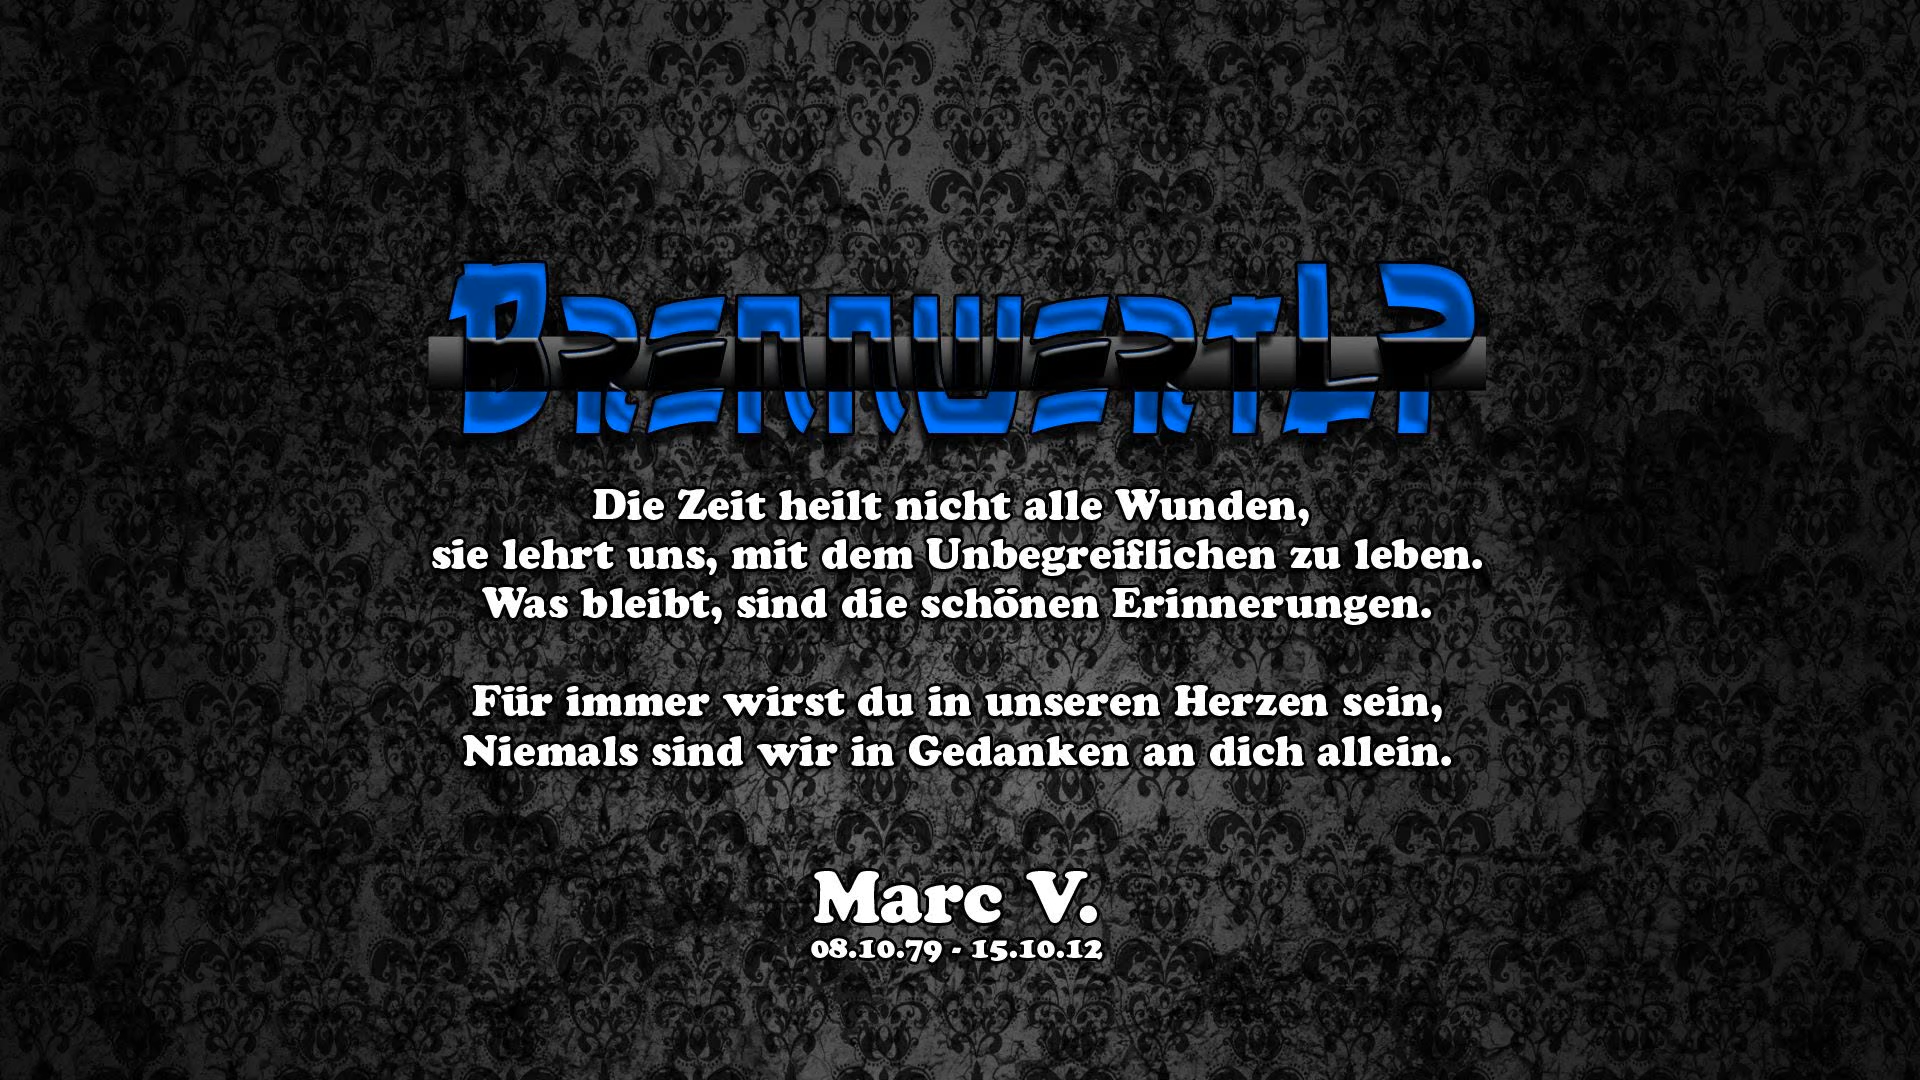 BrennwertLP
Die Zeit heilt nicht alle Wunden,
sie lehrt uns, mit dem Unbegreiflichen zu leben.
Was bleibt, sind die schönen Erinnerungen.
Für immer wirst du in unseren Herzen sein,
Niemals sind wir in Gedanken an dich allein.
Marc V.
08.10.79 - 15.10.12